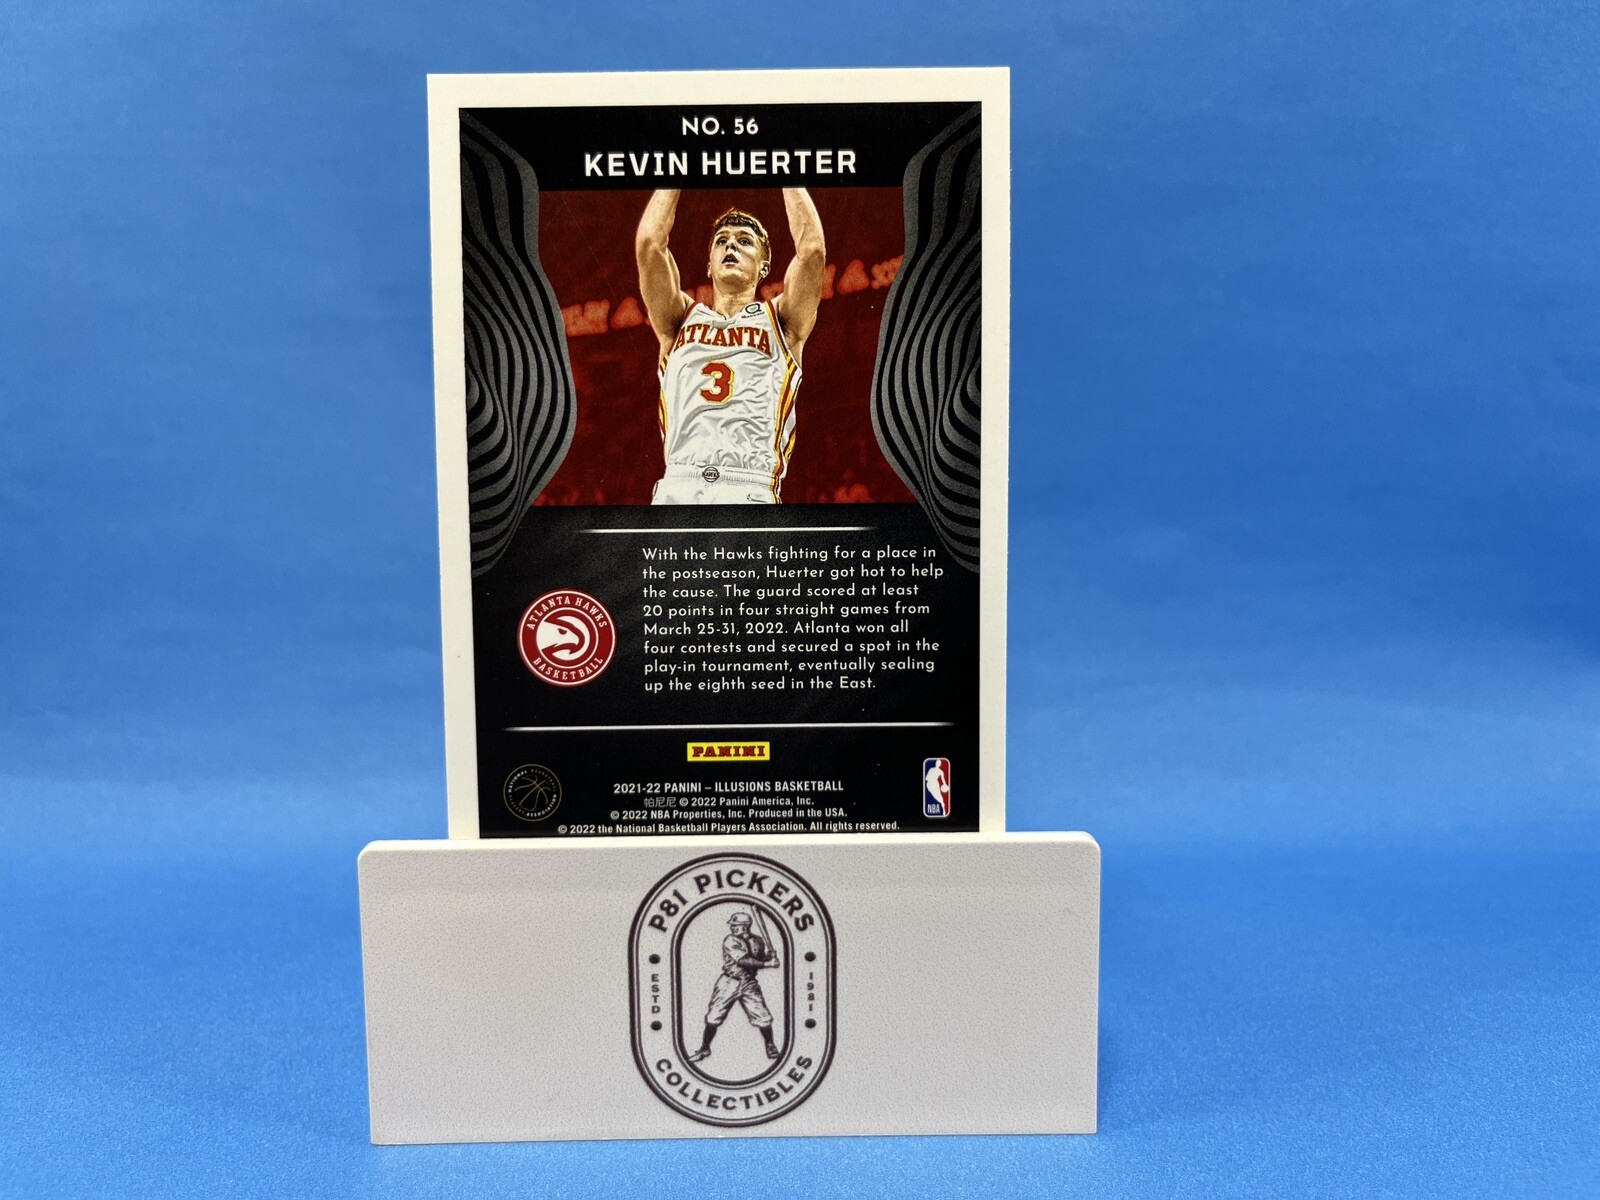 NO. 56
KEVIN HUERTER
ATLANTA
3
HAWKS
With the Hawks fighting for a place in
the postseason, Huerter got hot to help
the cause. The guard scored at least
20 points in four straight games from
March 25-31, 2022. Atlanta won all
four contests and secured a spot in the
play-in tournament, eventually sealing
up the eighth seed in the East.
ATLANTA HAWKS
BASKETBALL
PANINI
2021-22 PANINI – ILLUSIONS BASKETBALL
帕尼尼 © 2022 Panini America, Inc.
© 2022 NBA Properties, Inc. Produced in the USA.
© 2022 the National Basketball Players Association. All rights reserved.
NATIONAL BASKETBALL
PLAYERS ASSOCIATION
NBA
P81 PICKERS
ESTD
1981
COLLECTIBLES